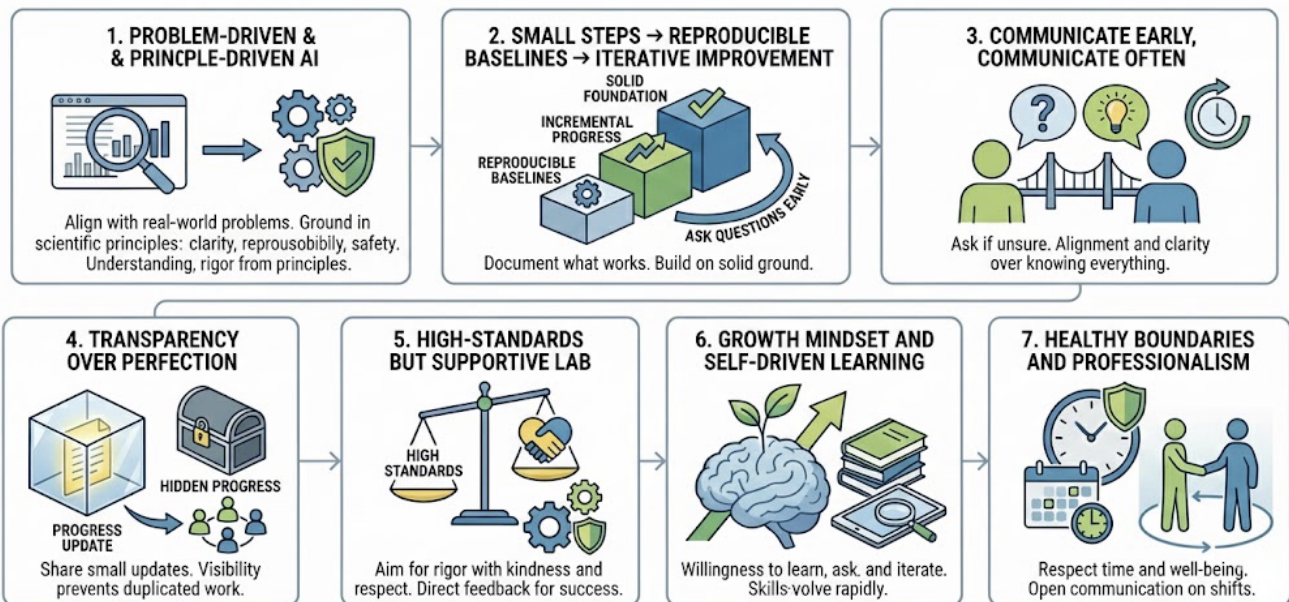 1. PROBLEM-DRIVEN &
& PRINCPLE-DRIVEN AI
Align with real-world problems. Ground in
scientific principles: clarity, reprousobiblly, safety.
Understanding, rigor from principles.
2. SMALL STEPS → REPRODUCIBLE
BASELINES → ITERATIVE IMPROVEMENT
SOLID
FOUNDATION
INCREMENTAL
PROGRESS
REPRODUCIBLE
BASELINES
ASK QUESTIONS EARLY
Document what works. Build on solid ground.
3. COMMUNICATE EARLY,
COMMUNICATE OFTEN
?
Ask if unsure. Alignment and clarity
over knowing everything.
4. TRANSPARENCY
OVER PERFECTION
HIDDEN PROGRESS
PROGRESS
UPDATE
Share small updates. Visibility
prevents duplicated work.
5. HIGH-STANDARDS
BUT SUPPORTIVE LAB
HIGH
STANDARDS
Aim for rigor with kindness and
respect. Direct feedback for success.
6. GROWTH MINDSET AND
SELF-DRIVEN LEARNING
Willingness to learn, ask, and iterate.
Skills·volve rapidly.
7. HEALTHY BOUNDARIES
AND PROFESSIONALISM
Respect time and well-being.
Open communication on shifts.